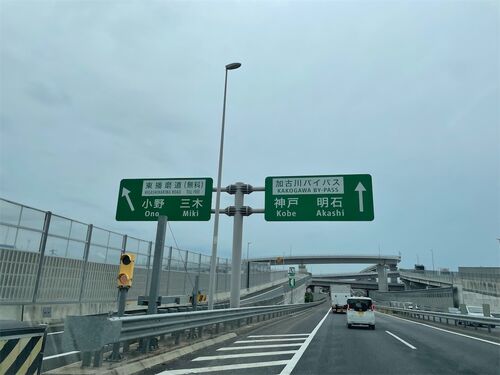 東播磨道(無料)
HIGASHIHARIMA ROAD TOLL FREE
小野 三木
Ono Miki
加古川バイパス
KAKOGAWA BY-PASS
神戸 明石
Kobe Akashi